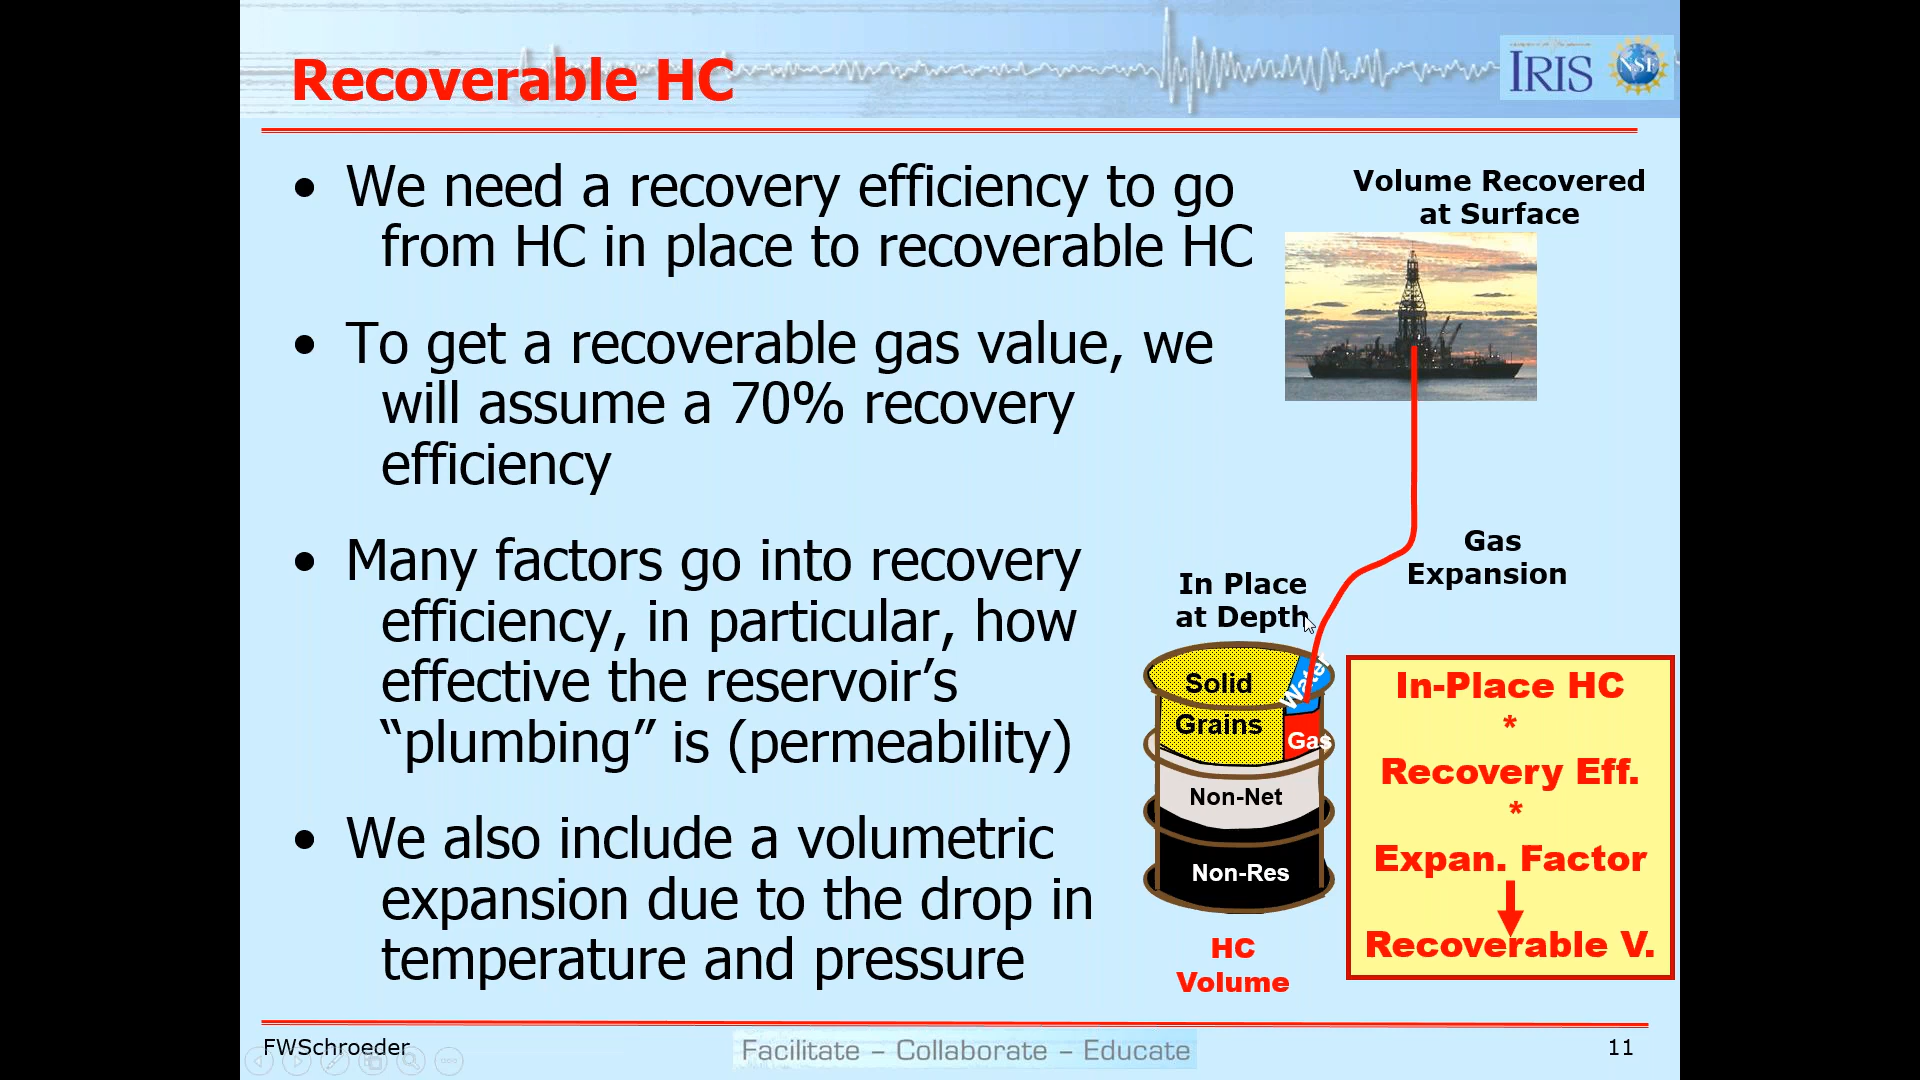 Recoverable HC
IRIS
NSF
• We need a recovery efficiency to go
from HC in place to recoverable HC
• To get a recoverable gas value, we
will assume a 70% recovery
efficiency
• Many factors go into recovery
efficiency, in particular, how
effective the reservoir’s
“plumbing” is (permeability)
• We also include a volumetric
expansion due to the drop in
temperature and pressure
Volume Recovered
at Surface
Gas
Expansion
In Place
at Depth
Solid
Grains
Water
Gas
Non-Net
Non-Res
HC
Volume
In-Place HC
*
Recovery Eff.
*
Expan. Factor
Recoverable V.
FWSchroeder
Facilitate – Collaborate – Educate
11